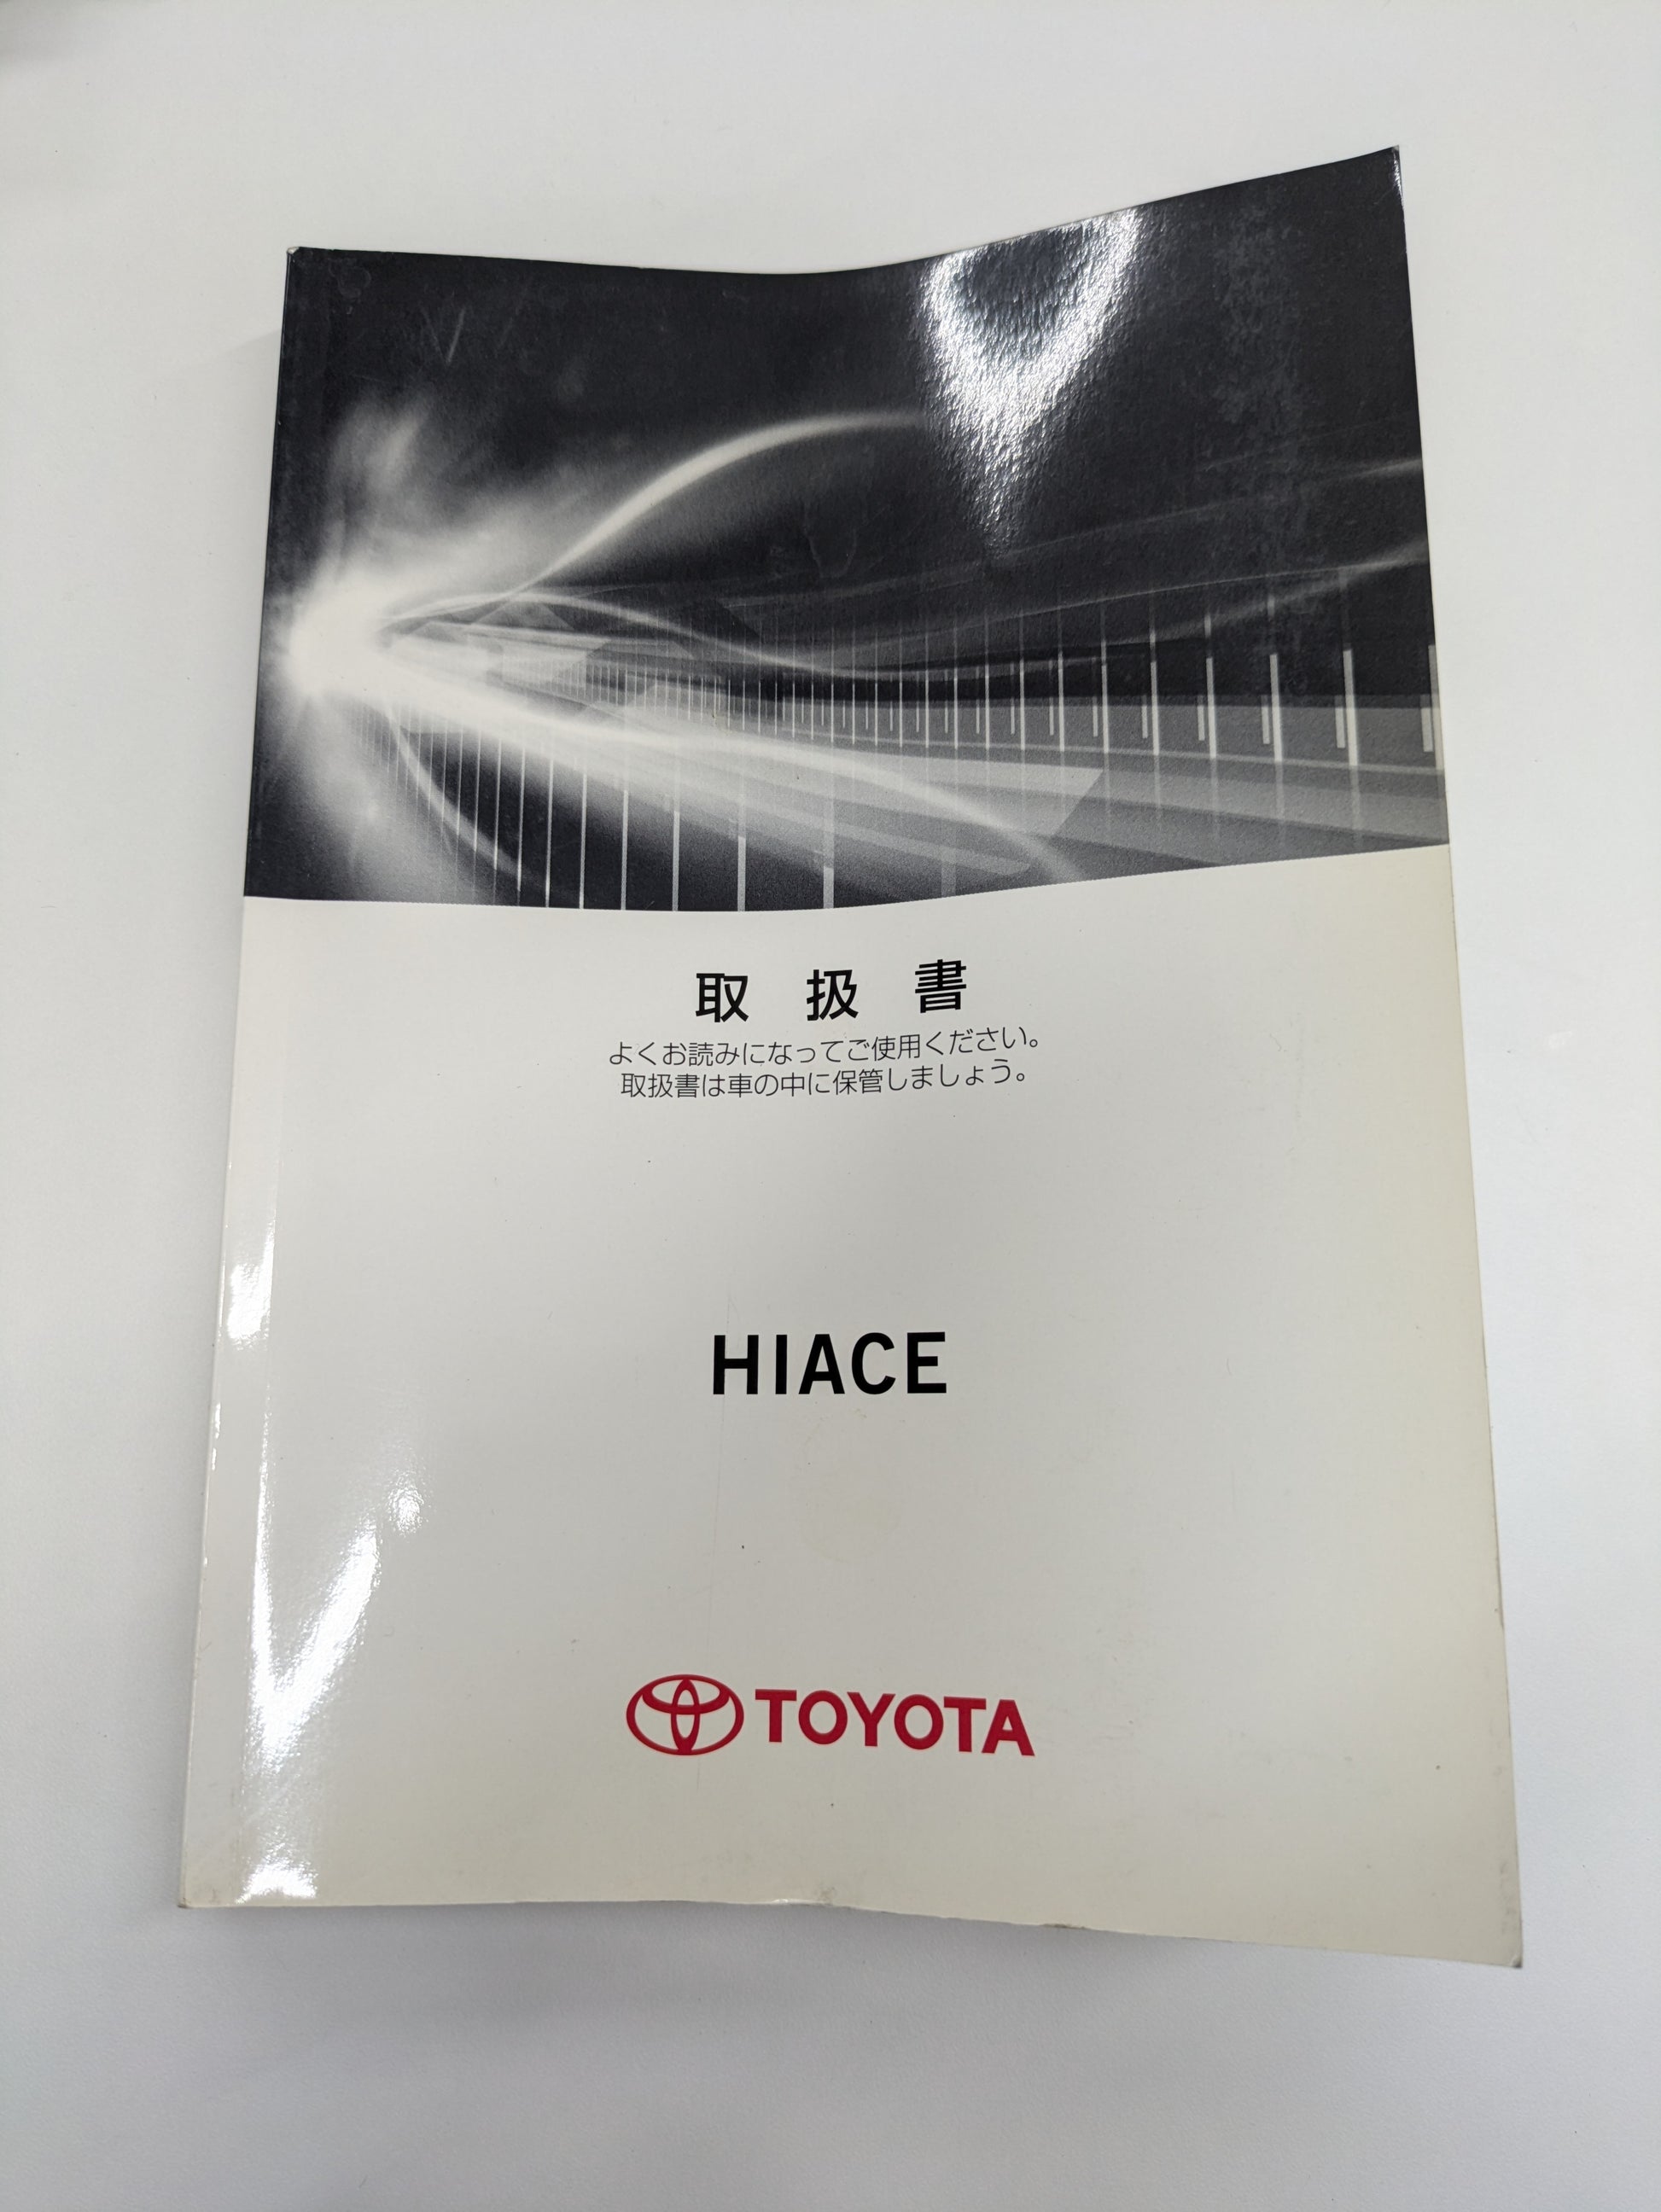 取扱書
よくお読みになってご使用ください。
取扱書は車の中に保管しましょう。
HIACE
TOYOTA